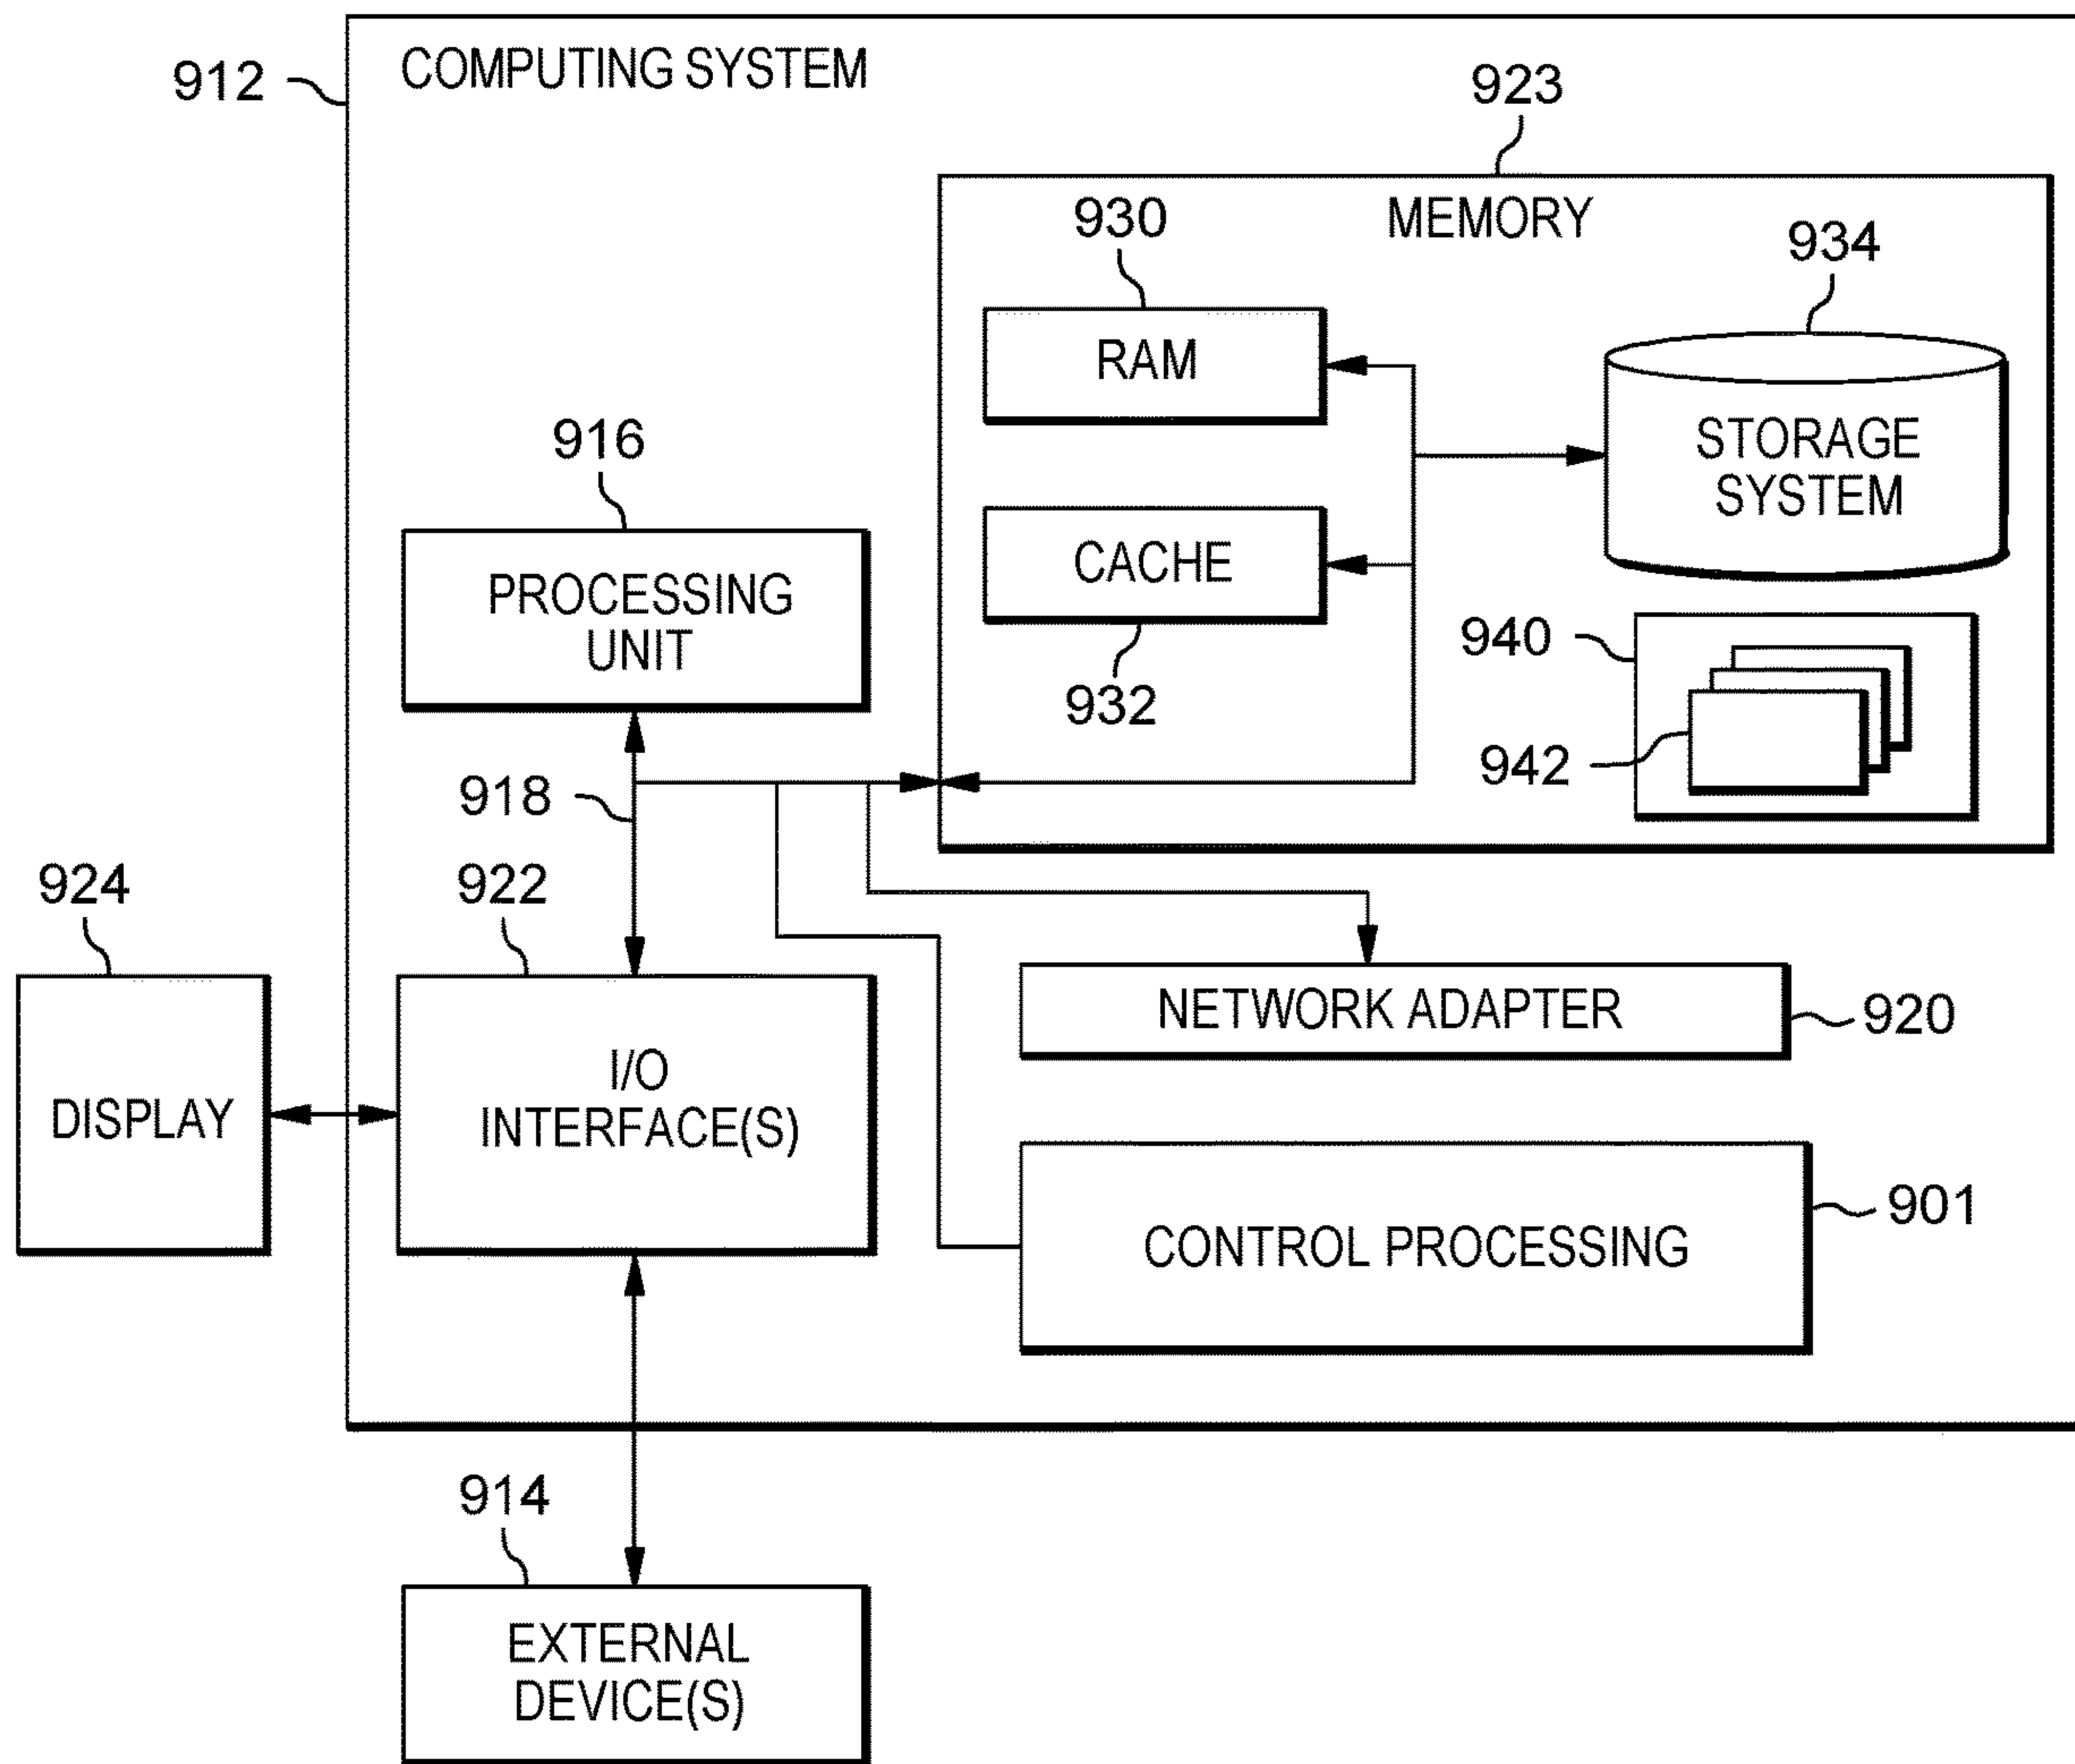 912
COMPUTING SYSTEM
923
MEMORY
930
RAM
934
STORAGE
SYSTEM
916
PROCESSING
UNIT
CACHE
932
940
942
918
922
924
DISPLAY
I/O
INTERFACE(S)
NETWORK ADAPTER
920
CONTROL PROCESSING
901
914
EXTERNAL
DEVICE(S)